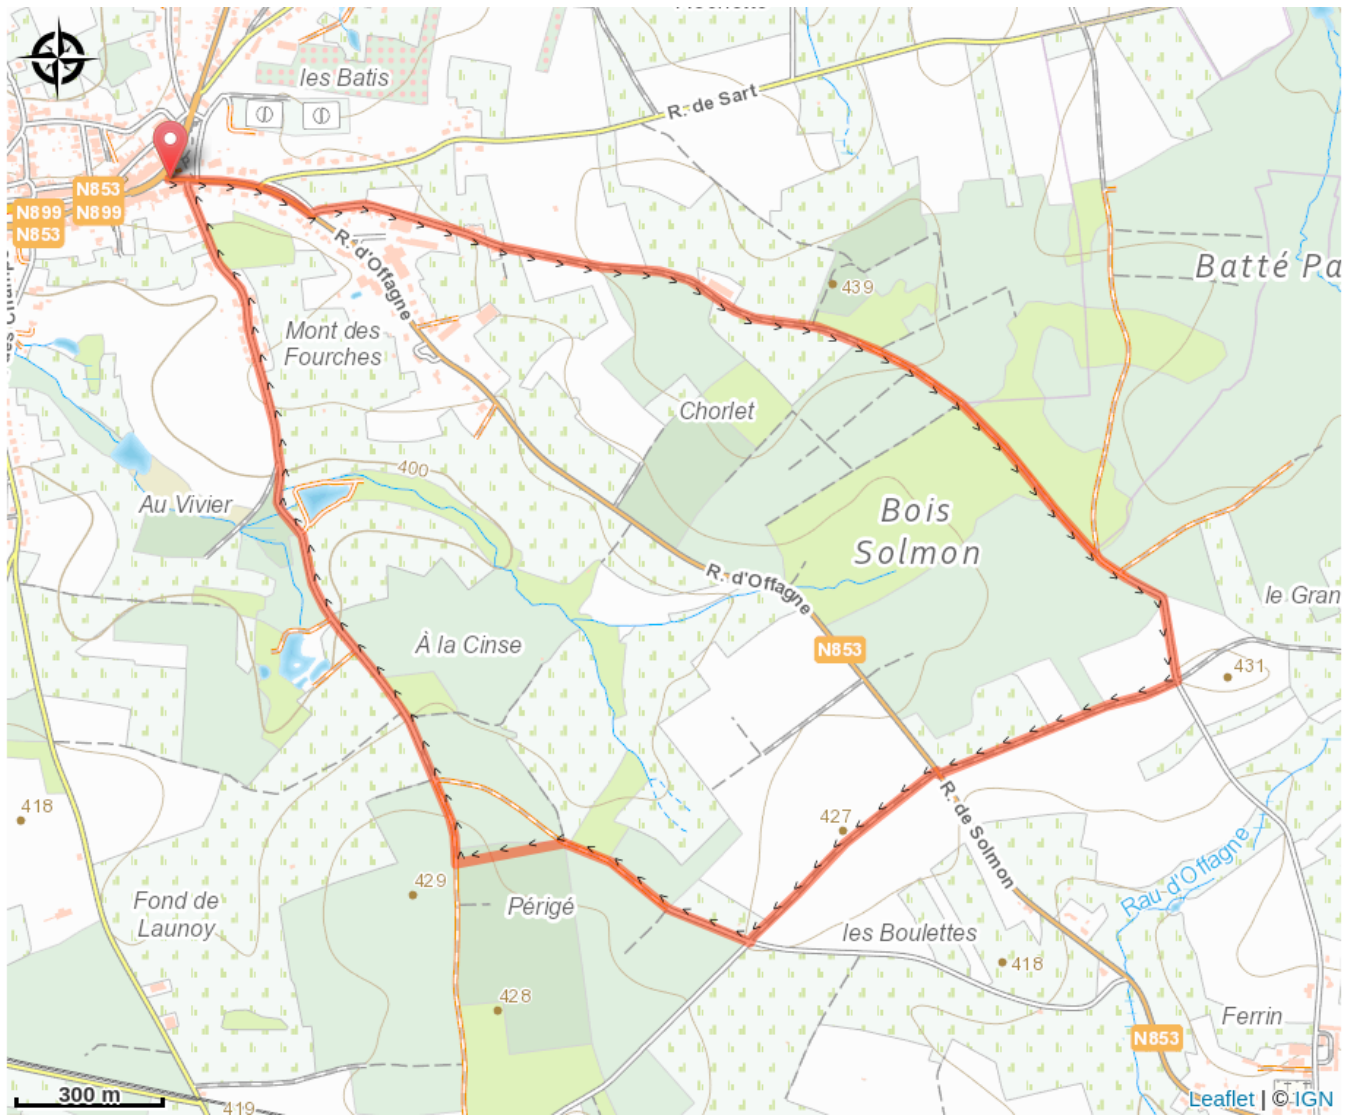 les Batis
R. de Sart
N853
N899
N899
N853
R. d'Offagne
439
Batté Pa
Mont des
Fourches
Chorlet
400
Au Vivier
Bois
Solmon
R. d'Offagne
le Gran
À la Cinse
N853
431
418
427
R. de Solmon
429
Périgé
Fond de
Launoy
les Boulettes
Rau d'Offagne
418
428
Ferrin
N853
300 m
419
Leaflet | © IGN